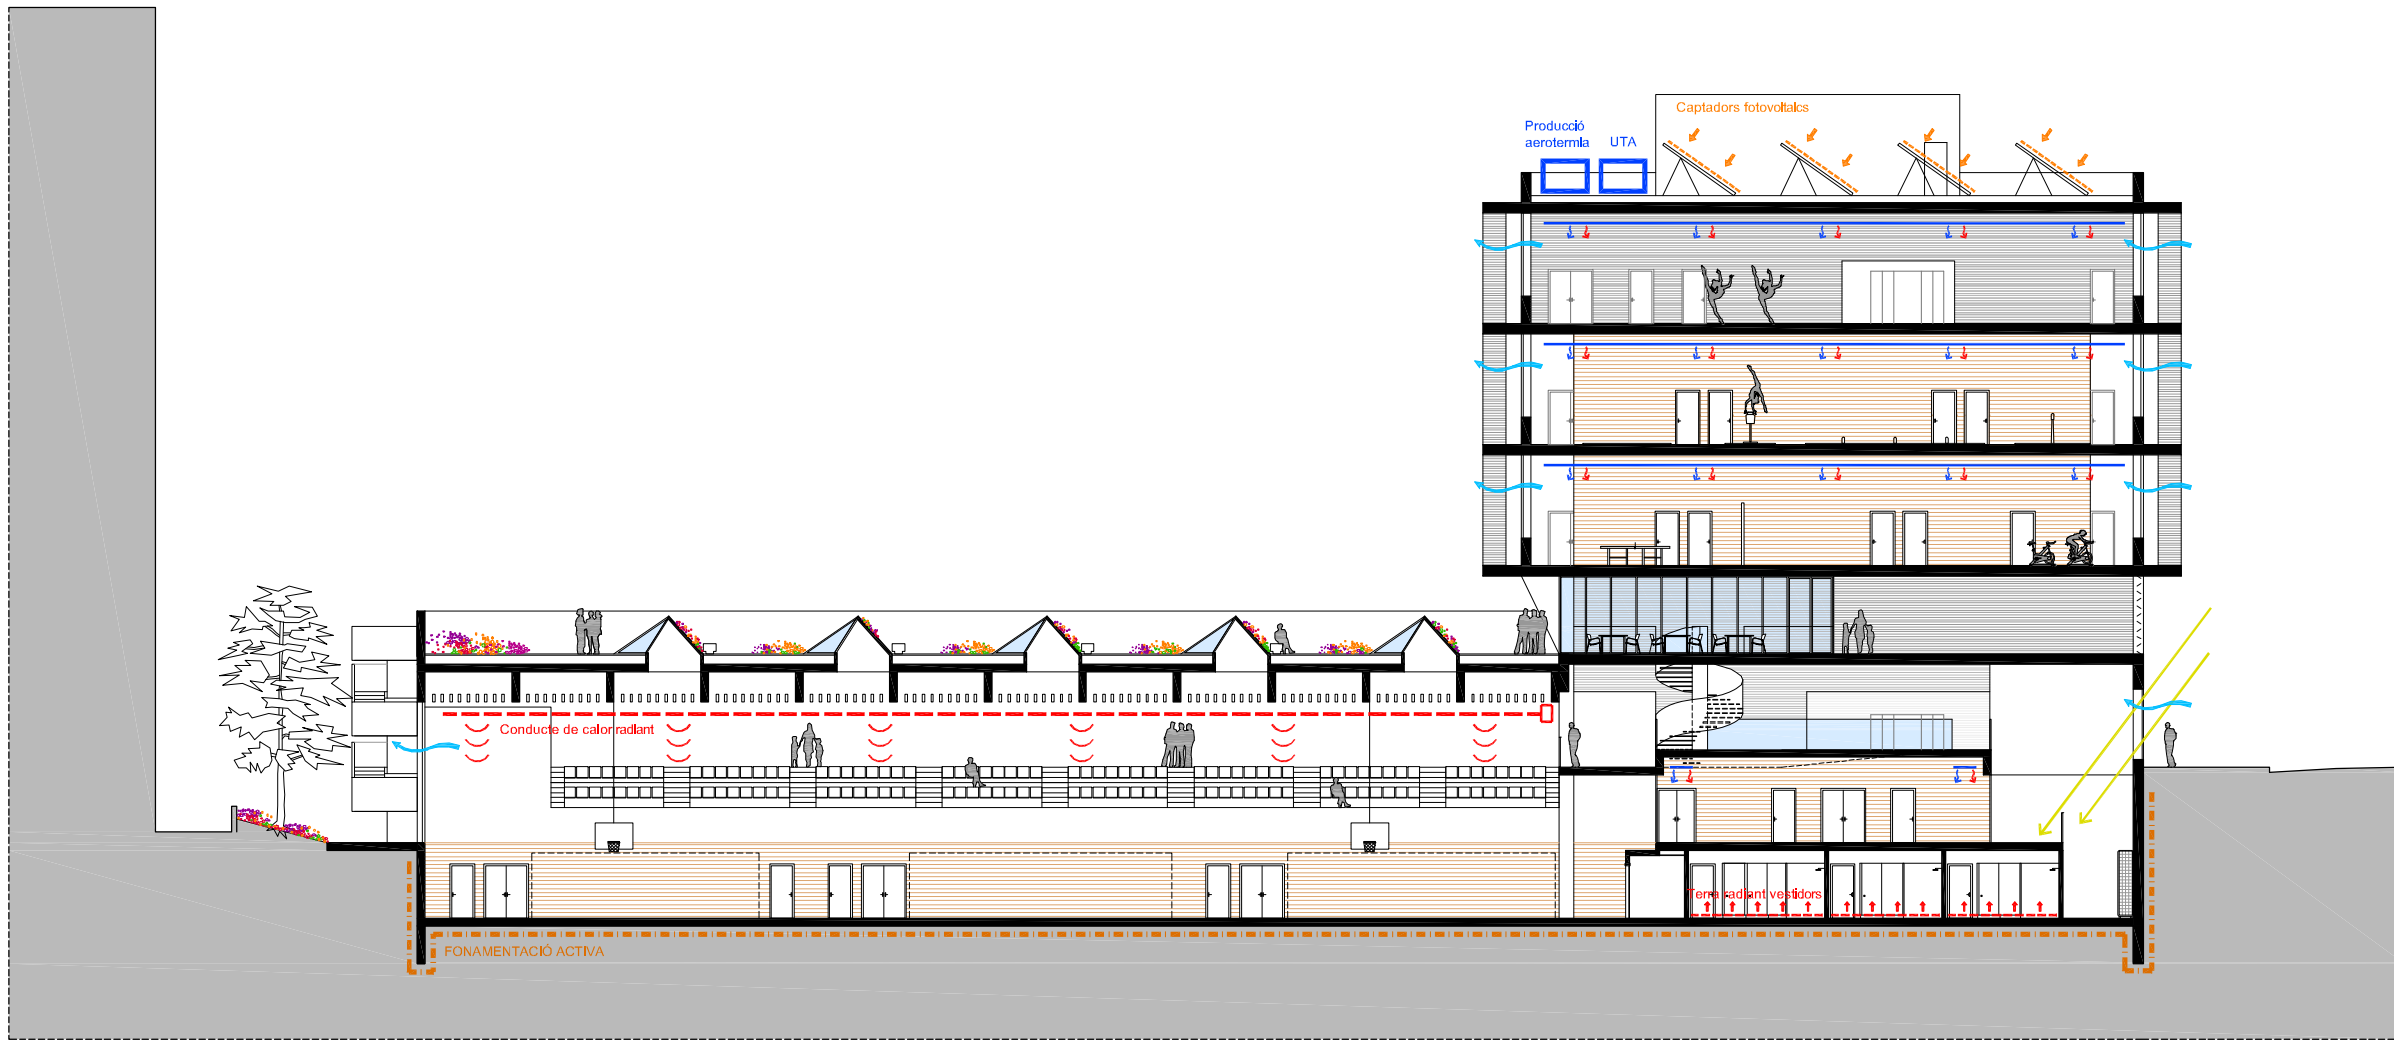 Captadors fotovoltaics
Producció
aerotermia
UTA
Conducte de calor radiant
Terra radiant vestidors
FONAMENTACIÓ ACTIVA